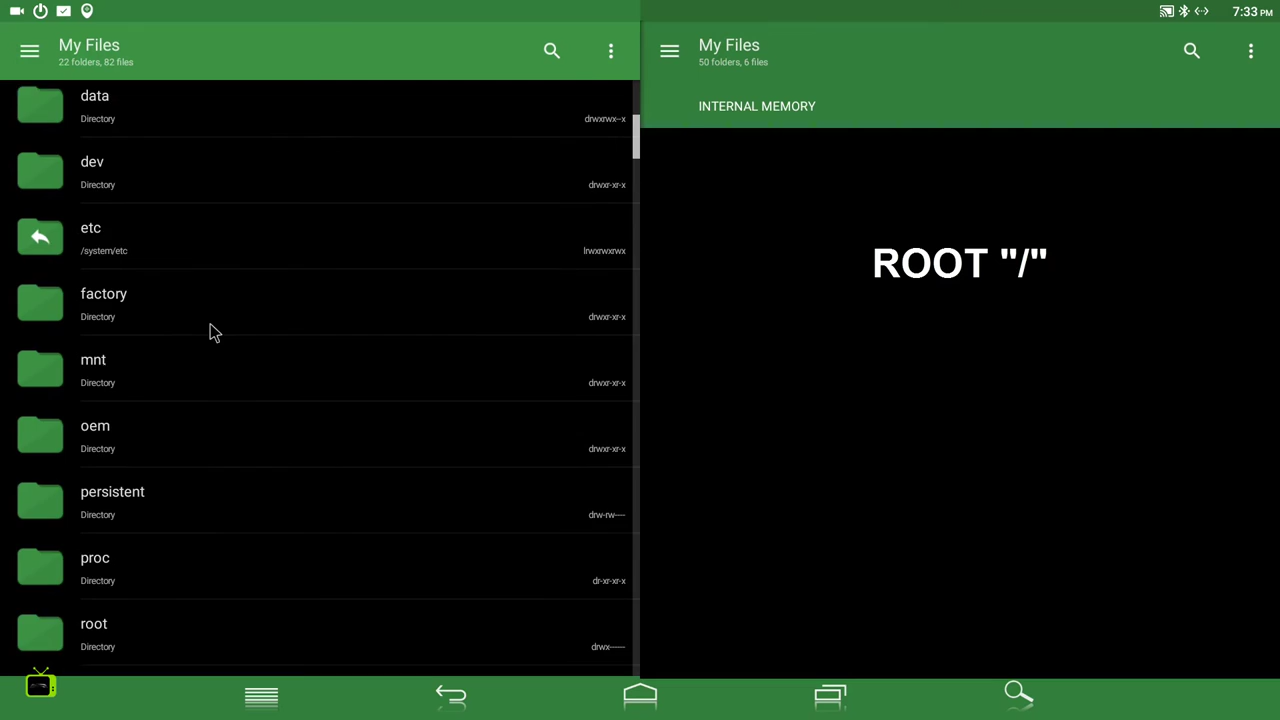 7:33 PM
My Files
22 folders, 82 files
data
Directory
drwxrwx--x
dev
Directory
drwxr-xr-x
etc
/system/etc
lrwxrwxrwx
factory
Directory
drwxr-xr-x
mnt
Directory
drwxr-xr-x
oem
Directory
drwxr-xr-x
persistent
Directory
drw-rw----
proc
Directory
dr-xr-xr-x
root
Directory
drwx------
My Files
50 folders, 6 files
INTERNAL MEMORY
ROOT "/"